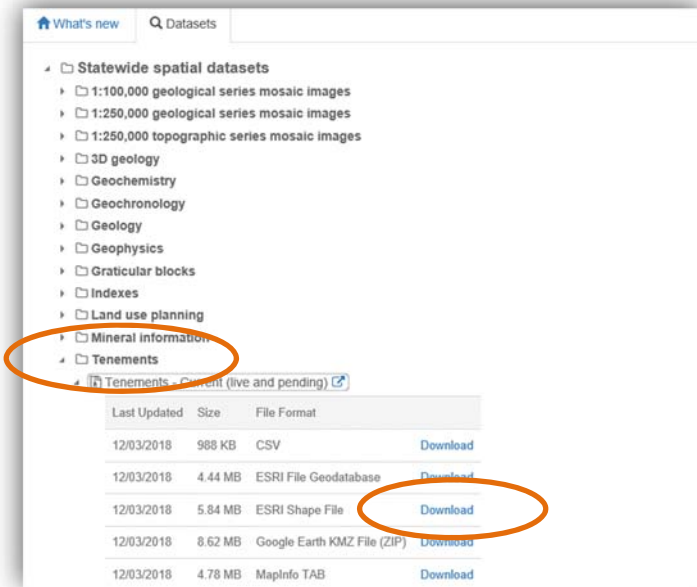 What's new Datasets
Statewide spatial datasets
1:100,000 geological series mosaic images
1:250,000 geological series mosaic images
1:250,000 topographic series mosaic images
3D geology
Geochemistry
Geochronology
Geology
Geophysics
Graticular blocks
Indexes
Land use planning
Mineral information
Tenements
Tenements - Current (live and pending)
Last Updated Size File Format
12/03/2018 988 KB CSV Download
12/03/2018 4.44 MB ESRI File Geodatabase Download
12/03/2018 5.84 MB ESRI Shape File Download
12/03/2018 8.62 MB Google Earth KMZ File (ZIP) Download
12/03/2018 4.78 MB MapInfo TAB Download